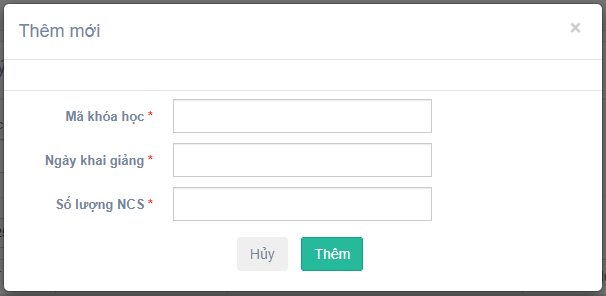 Thêm mới
×
Mã khóa học *
Ngày khai giảng *
Số lượng NCS *
Hủy Thêm